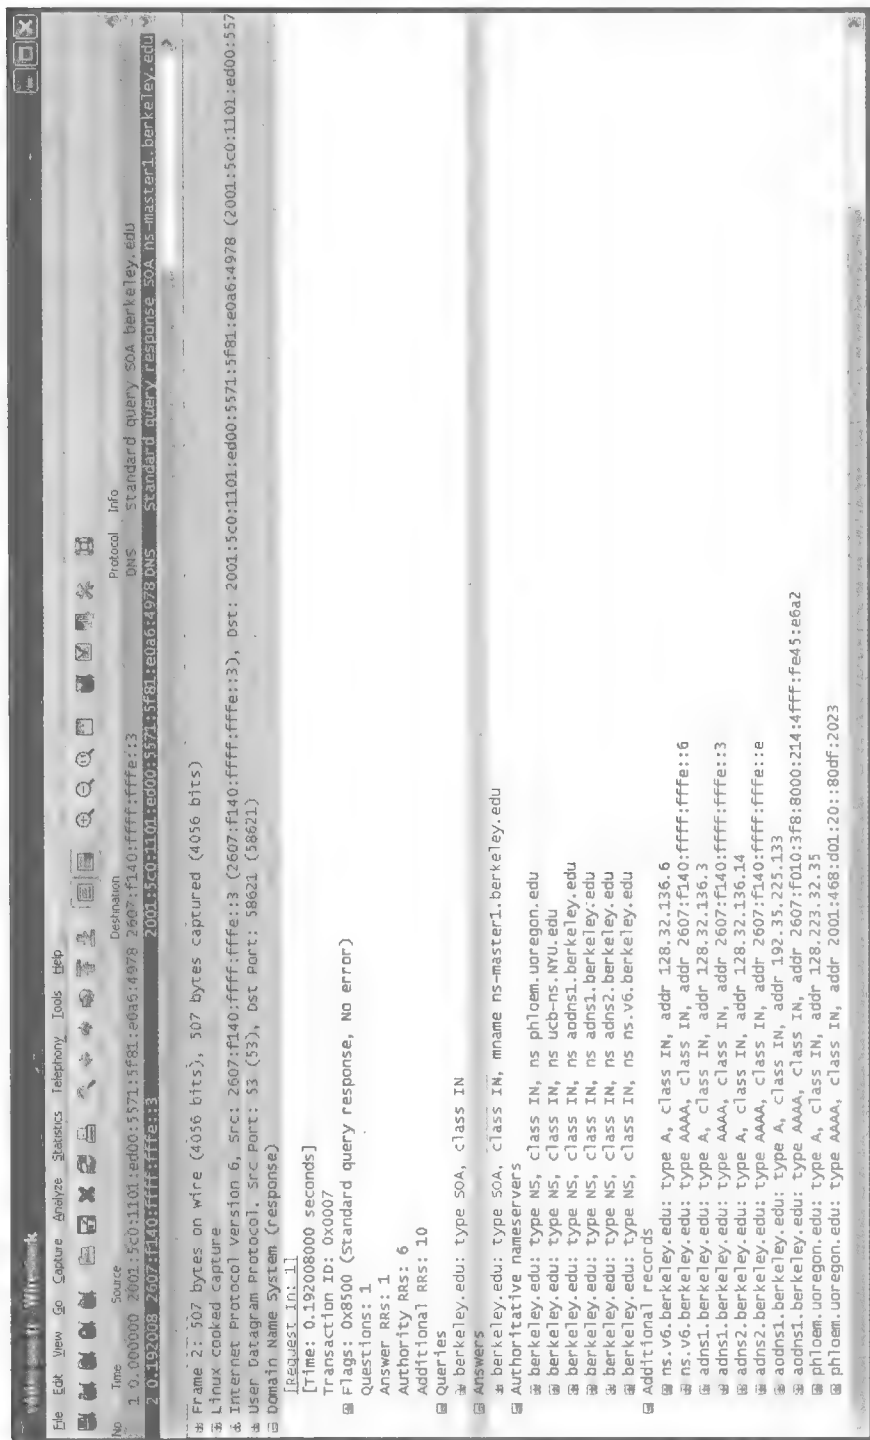 File Edit View Go Capture Analyze Statistics Telephony Tools Help
No Time Source Destination Protocol Info
1 0.000000 2001:5c0:1101:ed00:5571:5f81:e0a6:4978 2607:f140:ffff:fffe::3 DNS Standard query SOA berkeley.edu
2 0.192008 2607:f140:ffff:fffe::3 2001:5c0:1101:ed00:5571:5f81:e0a6:4978 DNS Standard query response SOA ns-master1.berkeley.edu
Frame 2: 507 bytes on wire (4056 bits), 507 bytes captured (4056 bits)
Linux cooked capture
Internet Protocol Version 6, Src: 2607:f140:ffff:fffe::3 (2607:f140:ffff:fffe::3), Dst: 2001:5c0:1101:ed00:5571:5f81:e0a6:4978 (2001:5c0:1101:ed00:557
User Datagram Protocol, Src Port: 53 (53), Dst Port: 58621 (58621)
Domain Name System (response)
[Request In: 1]
[Time: 0.192008000 seconds]
Transaction ID: 0x0007
Flags: 0x8500 (Standard query response, No error)
Questions: 1
Answer RRs: 1
Authority RRs: 6
Additional RRs: 10
Queries
berkeley.edu: type SOA, class IN
Answers
berkeley.edu: type SOA, class IN, mname ns-master1.berkeley.edu
Authoritative nameservers
berkeley.edu: type NS, class IN, ns phloem.uoregon.edu
berkeley.edu: type NS, class IN, ns ucb-ns.NYU.edu
berkeley.edu: type NS, class IN, ns aodns1.berkeley.edu
berkeley.edu: type NS, class IN, ns adns1.berkeley.edu
berkeley.edu: type NS, class IN, ns adns2.berkeley.edu
berkeley.edu: type NS, class IN, ns ns.v6.berkeley.edu
Additional records
ns.v6.berkeley.edu: type A, class IN, addr 128.32.136.6
ns.v6.berkeley.edu: type AAAA, class IN, addr 2607:f140:ffff:fffe::6
adns1.berkeley.edu: type A, class IN, addr 128.32.136.3
adns1.berkeley.edu: type AAAA, class IN, addr 2607:f140:ffff:fffe::3
adns2.berkeley.edu: type A, class IN, addr 128.32.136.14
adns2.berkeley.edu: type AAAA, class IN, addr 2607:f140:ffff:fffe::e
aodns1.berkeley.edu: type A, class IN, addr 192.35.225.133
aodns1.berkeley.edu: type AAAA, class IN, addr 2607:f010:3f8:8000:214:4fff:fe45:e6a2
phloem.uoregon.edu: type A, class IN, addr 128.223.32.35
phloem.uoregon.edu: type AAAA, class IN, addr 2001:468:d01:20::80df:2023